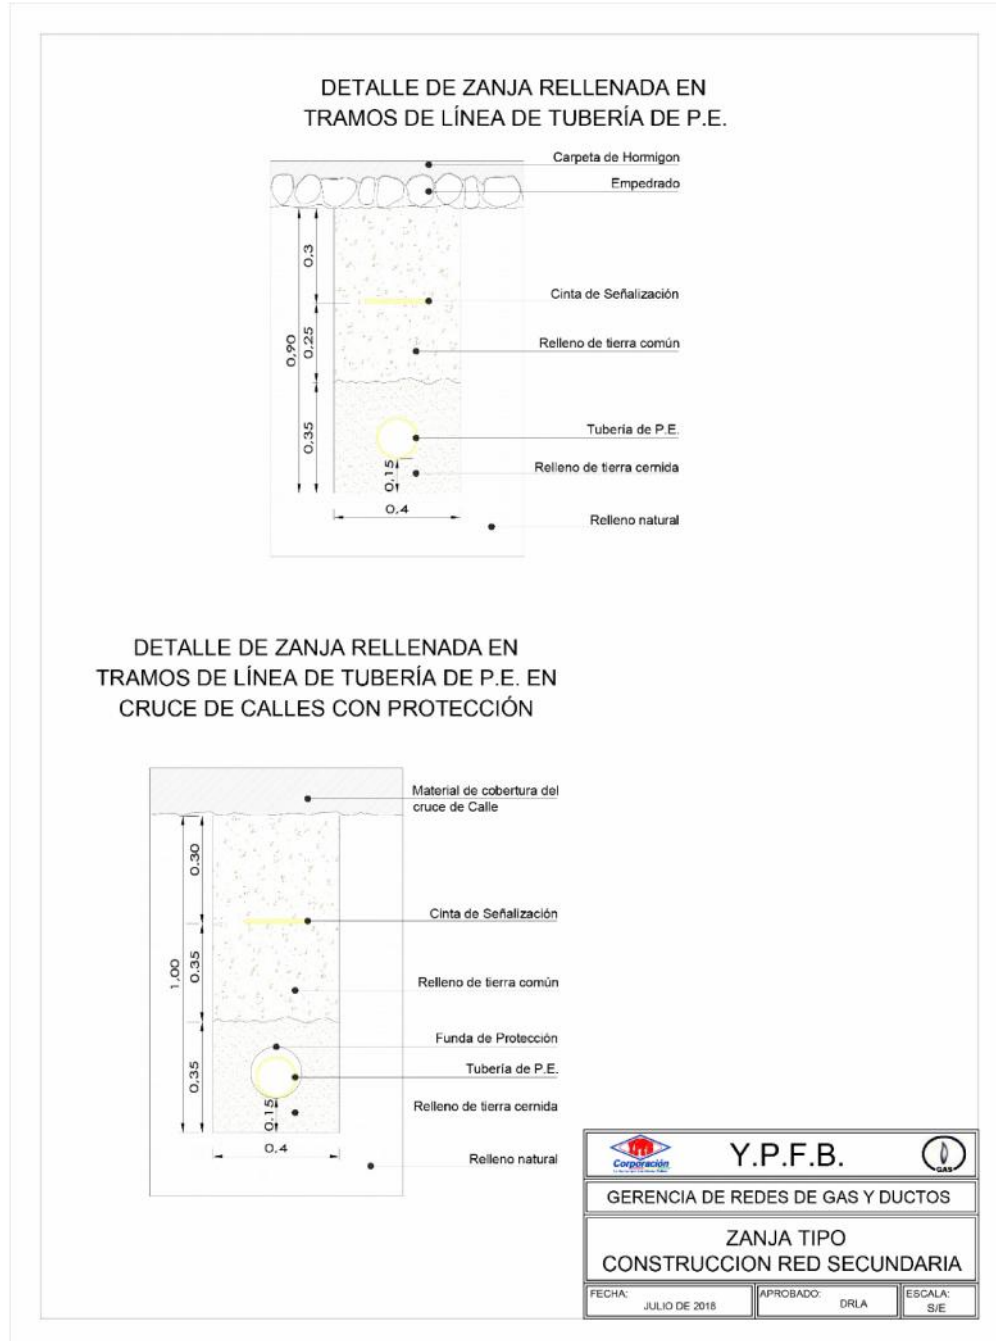 DETALLE DE ZANJA RELLENADA EN
TRAMOS DE LÍNEA DE TUBERÍA DE P.E.
Carpeta de Hormigon
Empedrado
0,3
Cinta de Señalización
0,25
0,90
Relleno de tierra común
0,35
Tubería de P.E.
0,15
Relleno de tierra cernida
0,4
Relleno natural
DETALLE DE ZANJA RELLENADA EN
TRAMOS DE LÍNEA DE TUBERÍA DE P.E. EN
CRUCE DE CALLES CON PROTECCIÓN
Material de cobertura del
cruce de Calle
0,30
Cinta de Señalización
0,35
1,00
Relleno de tierra común
Funda de Protección
0,35
Tubería de P.E.
0,15
Relleno de tierra cernida
0,4
Relleno natural
Corporación
Y.P.F.B.
GAS
GERENCIA DE REDES DE GAS Y DUCTOS
ZANJA TIPO
CONSTRUCCION RED SECUNDARIA
FECHA:
JULIO DE 2018
APROBADO:
DRLA
ESCALA:
S/E